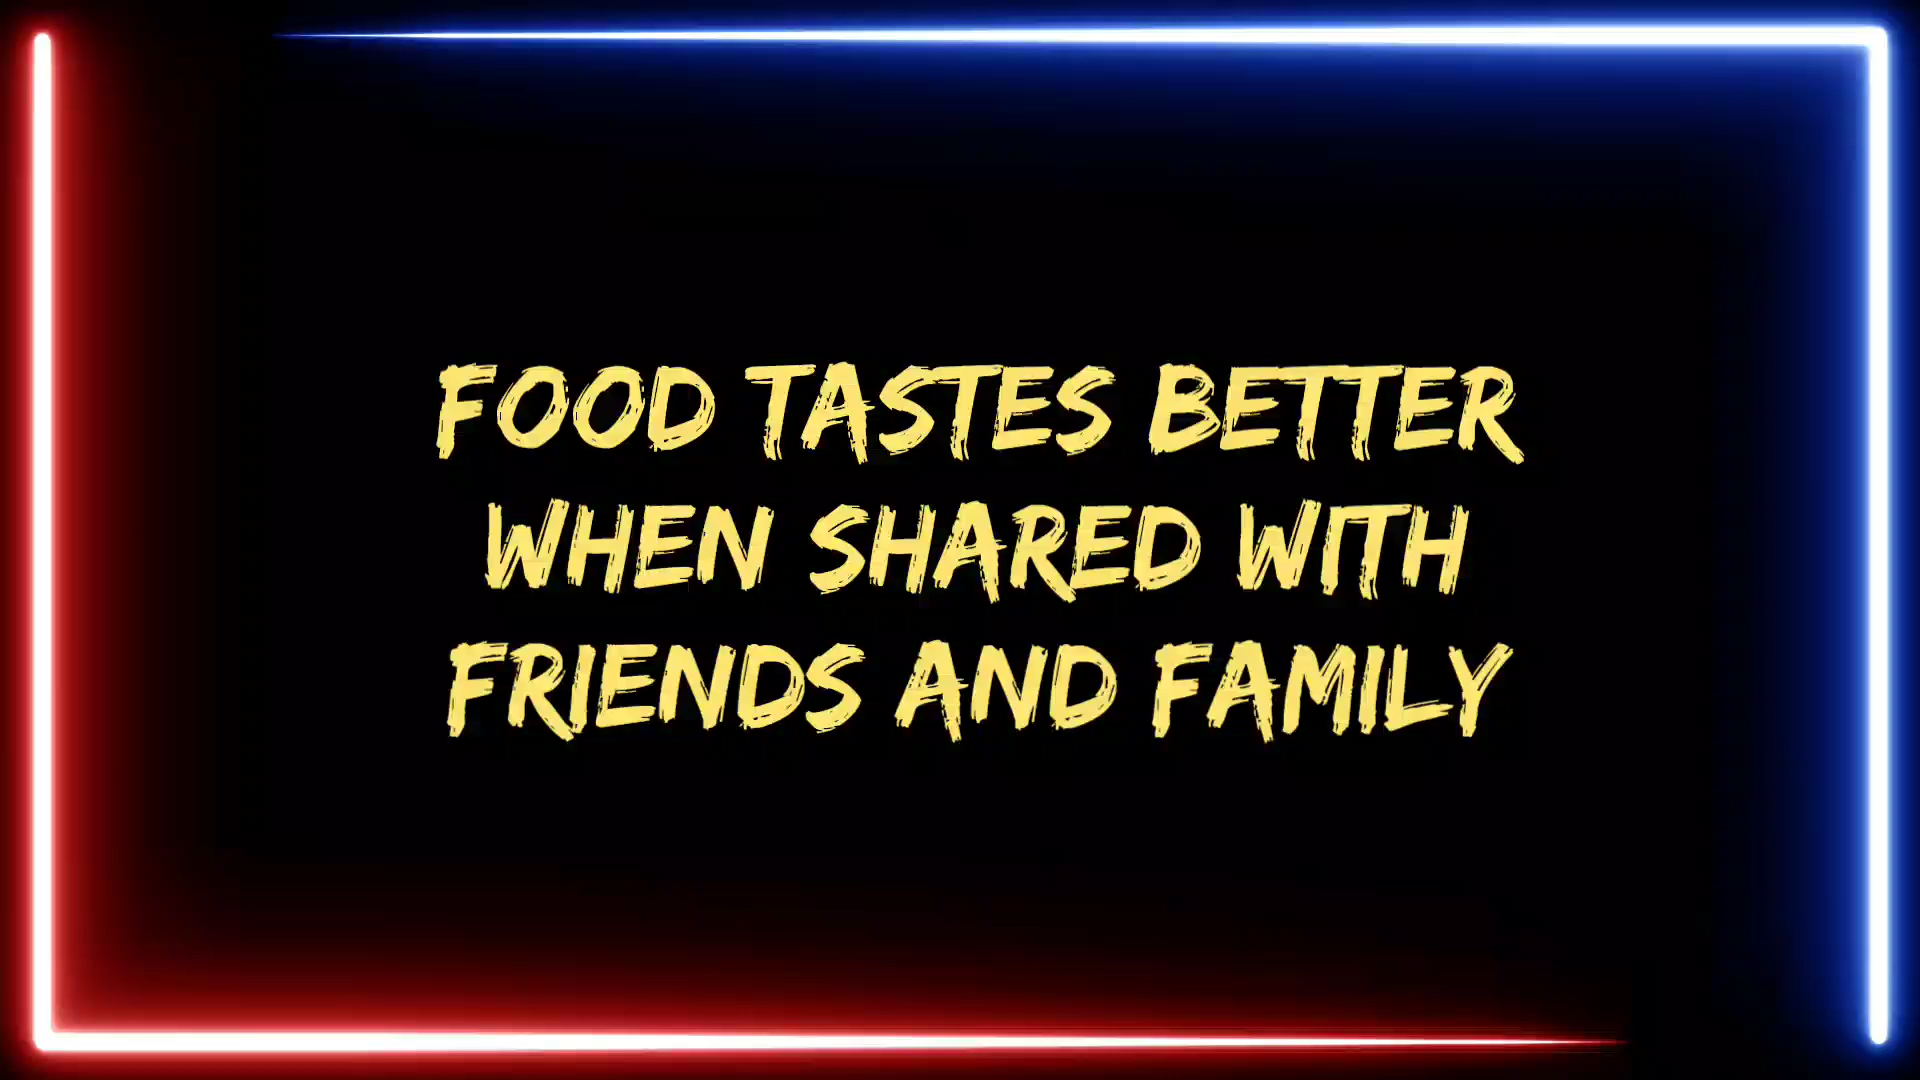 FOOD TASTES BETTER
WHEN SHARED WITH
FRIENDS AND FAMILY